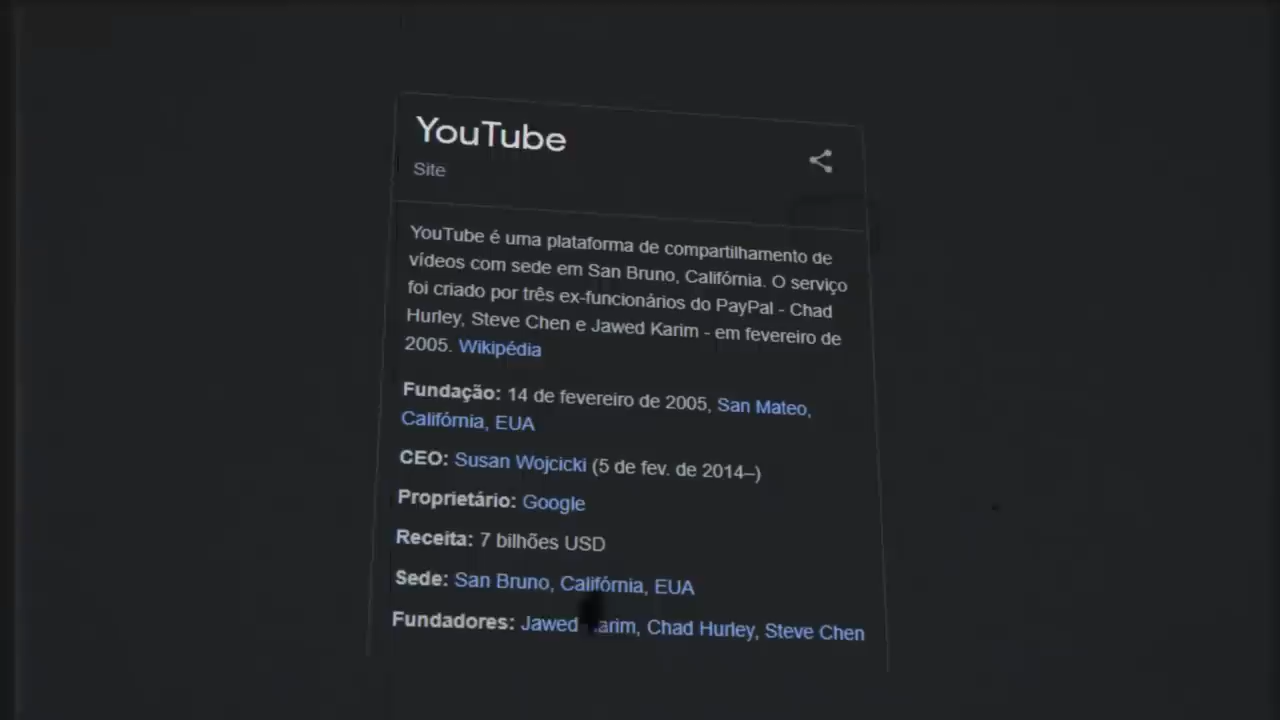 YouTube
Site
YouTube é uma plataforma de compartilhamento de
vídeos com sede em San Bruno, Califórnia. O serviço
foi criado por três ex-funcionários do PayPal - Chad
Hurley, Steve Chen e Jawed Karim - em fevereiro de
2005. Wikipédia
Fundação: 14 de fevereiro de 2005, San Mateo,
Califórnia, EUA
CEO: Susan Wojcicki (5 de fev. de 2014–)
Proprietário: Google
Receita: 7 bilhões USD
Sede: San Bruno, Califórnia, EUA
Fundadores: Jawed Karim, Chad Hurley, Steve Chen